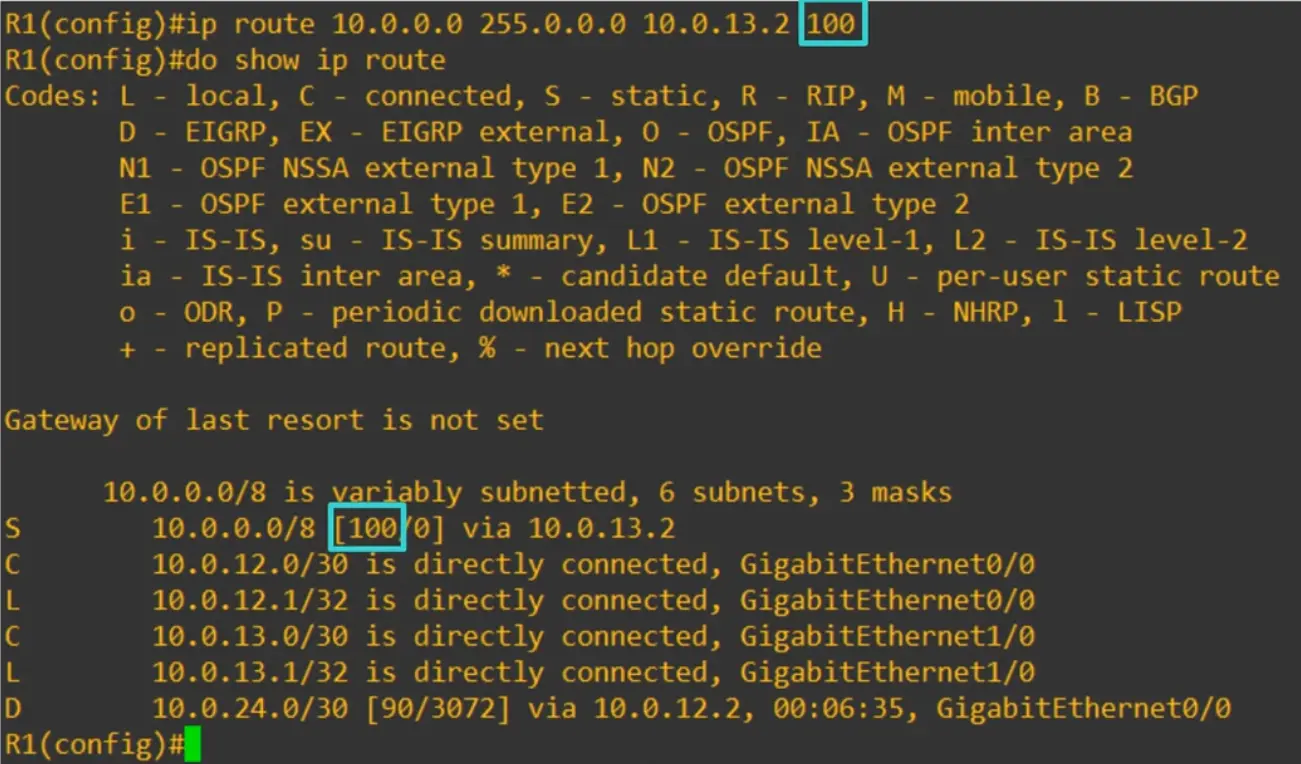 R1(config)#ip route 10.0.0.0 255.0.0.0 10.0.13.2 100
R1(config)#do show ip route
Codes: L - local, C - connected, S - static, R - RIP, M - mobile, B - BGP
D - EIGRP, EX - EIGRP external, O - OSPF, IA - OSPF inter area
N1 - OSPF NSSA external type 1, N2 - OSPF NSSA external type 2
E1 - OSPF external type 1, E2 - OSPF external type 2
i - IS-IS, su - IS-IS summary, L1 - IS-IS level-1, L2 - IS-IS level-2
ia - IS-IS inter area, * - candidate default, U - per-user static route
o - ODR, P - periodic downloaded static route, H - NHRP, l - LISP
+ - replicated route, % - next hop override
Gateway of last resort is not set
10.0.0.0/8 is variably subnetted, 6 subnets, 3 masks
S 10.0.0.0/8 [100/0] via 10.0.13.2
C 10.0.12.0/30 is directly connected, GigabitEthernet0/0
L 10.0.12.1/32 is directly connected, GigabitEthernet0/0
C 10.0.13.0/30 is directly connected, GigabitEthernet1/0
L 10.0.13.1/32 is directly connected, GigabitEthernet1/0
D 10.0.24.0/30 [90/3072] via 10.0.12.2, 00:06:35, GigabitEthernet0/0
R1(config)#